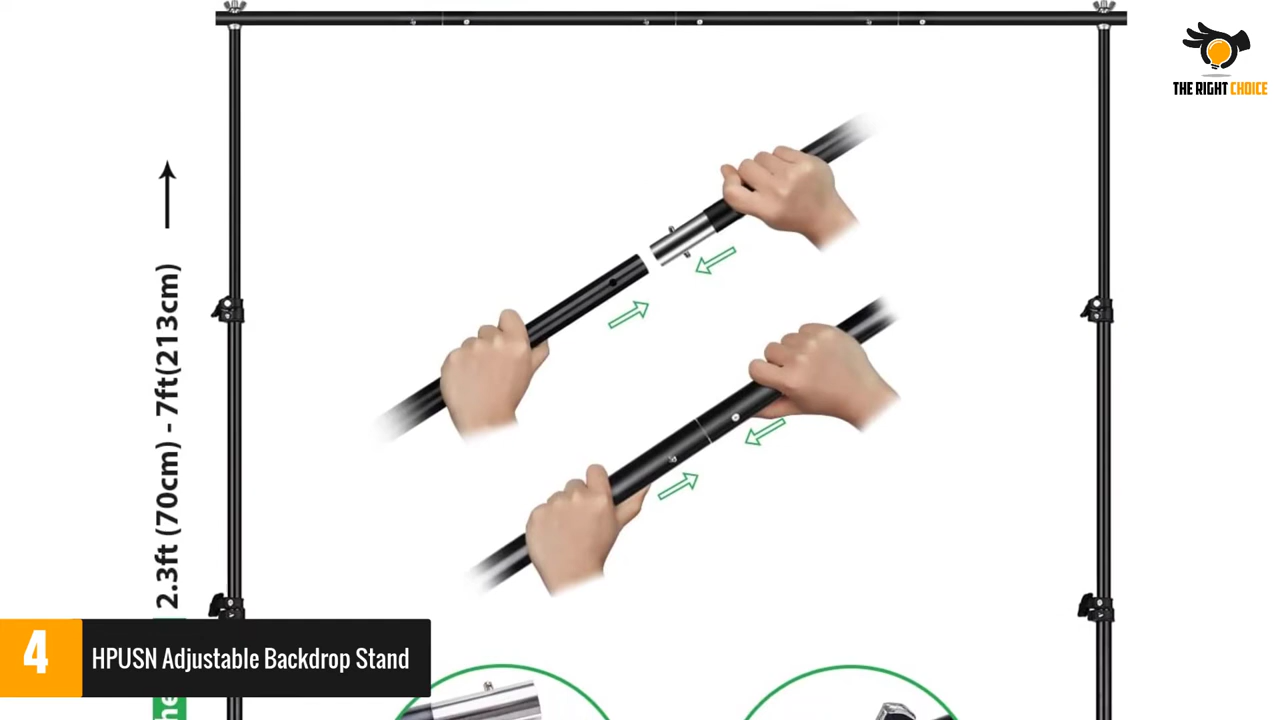 THE RIGHT CHOICE
2.3ft (70cm) - 7ft(213cm)
4
HPUSN Adjustable Backdrop Stand